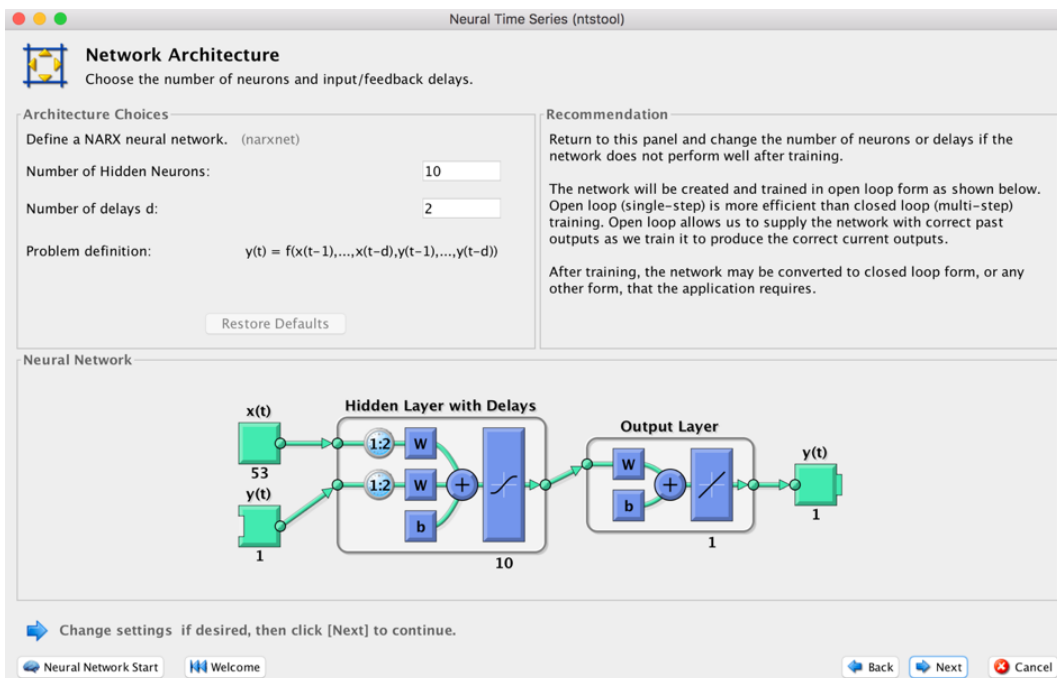 Neural Time Series (ntstool)
Network Architecture
Choose the number of neurons and input/feedback delays.
Architecture Choices
Define a NARX neural network. (narxnet)
Number of Hidden Neurons: 10
Number of delays d: 2
Problem definition: y(t) = f(x(t-1),...,x(t-d),y(t-1),...,y(t-d))
Restore Defaults
Recommendation
Return to this panel and change the number of neurons or delays if the
network does not perform well after training.
The network will be created and trained in open loop form as shown below.
Open loop (single-step) is more efficient than closed loop (multi-step)
training. Open loop allows us to supply the network with correct past
outputs as we train it to produce the correct current outputs.
After training, the network may be converted to closed loop form, or any
other form, that the application requires.
Neural Network
x(t)
53
y(t)
1
Hidden Layer with Delays
1:2 W
1:2 W +
b
10
Output Layer
W
+
b
1
y(t)
1
Change settings if desired, then click [Next] to continue.
Neural Network Start Welcome Back Next Cancel